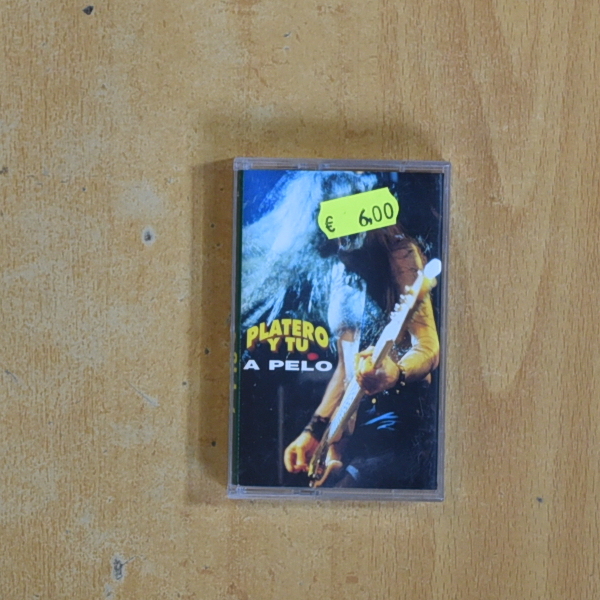 € 6,00
PLATERO
Y TU
A PELO